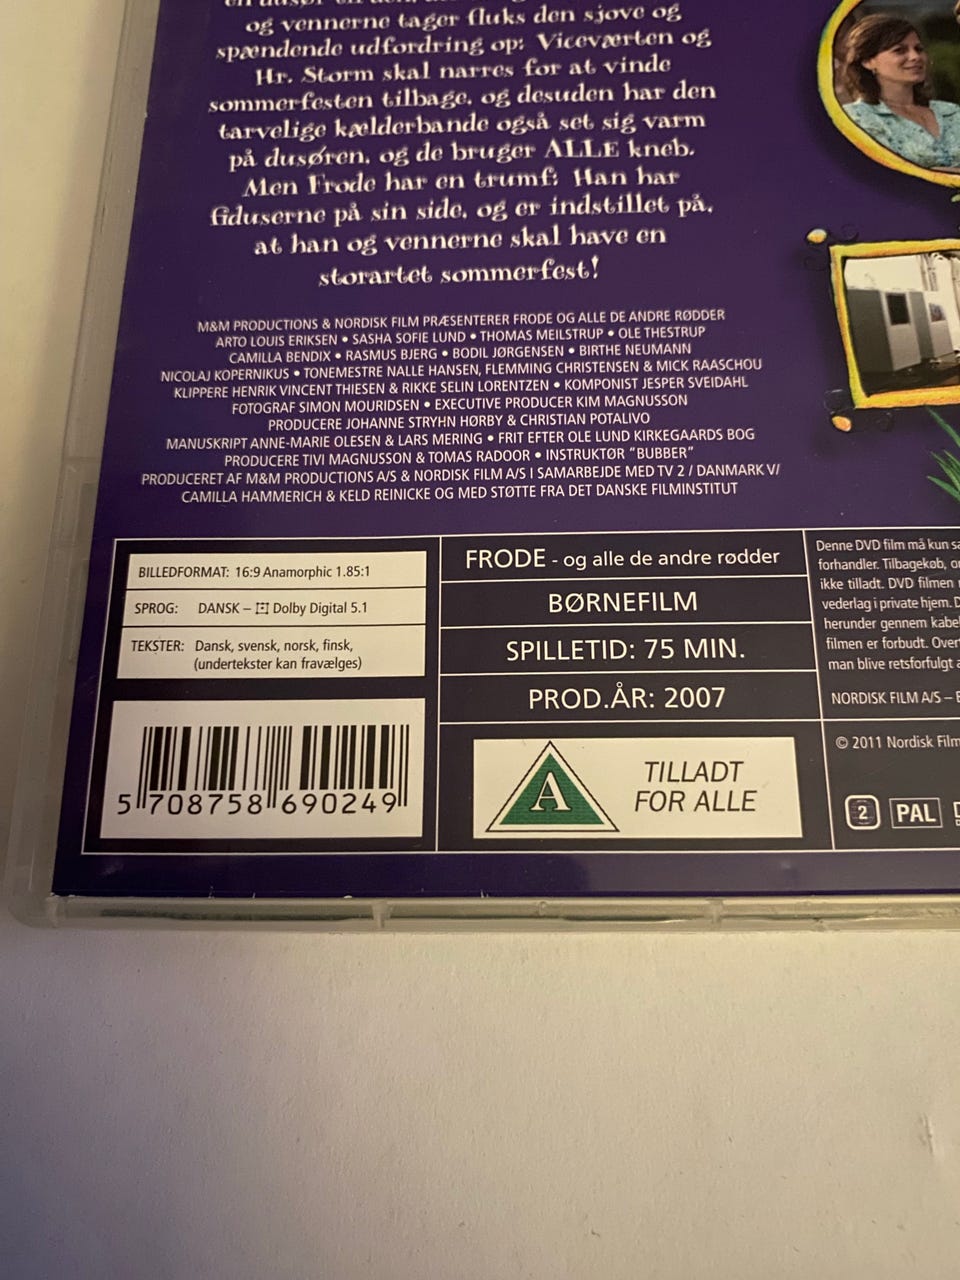 og vennerne tager fluks den sjove og
spændende udfordring op: Viceværten og
Hr. Storm skal narres for at vinde
sommerfesten tilbage, og desuden har den
tarvelige kælderbande også set sig varm
på dusøren, og de bruger ALLE kneb.
Men Frode har en trumf: Han har
fiduserne på sin side, og er indstillet på,
at han og vennerne skal have en
storartet sommerfest!
M&M PRODUCTIONS & NORDISK FILM PRÆSENTERER FRODE OG ALLE DE ANDRE RØDDER
ARTO LOUIS ERIKSEN • SASHA SOFIE LUND • THOMAS MEILSTRUP • OLE THESTRUP
CAMILLA BENDIX • RASMUS BJERG • BODIL JØRGENSEN • BIRTHE NEUMANN
NICOLAJ KOPERNIKUS • TONEMESTRE NALLE HANSEN, FLEMMING CHRISTENSEN & MICK RAASCHOU
KLIPPERE HENRIK VINCENT THIESEN & RIKKE SELIN LORENTZEN • KOMPONIST JESPER SVEIDAHL
FOTOGRAF SIMON MOURIDSEN • EXECUTIVE PRODUCER KIM MAGNUSSON
PRODUCERE JOHANNE STRYHN HØRBY & CHRISTIAN POTALIVO
MANUSKRIPT ANNE-MARIE OLESEN & LARS MERING • FRIT EFTER OLE LUND KIRKEGAARDS BOG
PRODUCERE TIVI MAGNUSSON & TOMAS RADOOR • INSTRUKTØR "BUBBER"
PRODUCERET AF M&M PRODUCTIONS A/S & NORDISK FILM A/S I SAMARBEJDE MED TV 2 / DANMARK V/
CAMILLA HAMMERICH & KELD REINICKE OG MED STØTTE FRA DET DANSKE FILMINSTITUT
BILLEDFORMAT: 16:9 Anamorphic 1.85:1
SPROG: DANSK – Dolby Digital 5.1
TEKSTER: Dansk, svensk, norsk, finsk,
(undertekster kan fravælges)
5 708758 690249
FRODE - og alle de andre rødder
BØRNEFILM
SPILLETID: 75 MIN.
PROD.ÅR: 2007
A
TILLADT
FOR ALLE
Denne DVD film må kun
forhandler. Tilbagekøb,
ikke tilladt. DVD filmen
vederlag i private hjem.
herunder gennem
filmen er forbudt.
man blive retsforfulgt
NORDISK FILM A/S –
© 2011 Nordisk Film
2 PAL